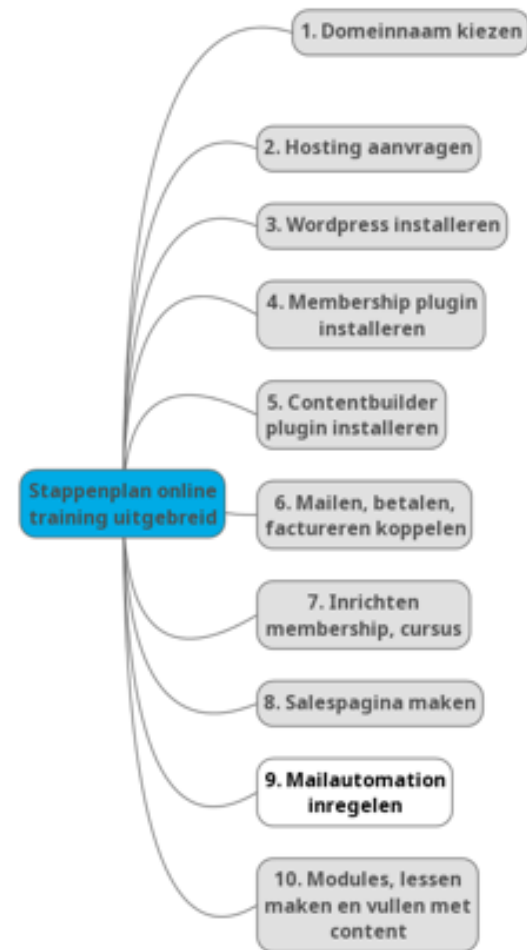 1. Domeinnaam kiezen
2. Hosting aanvragen
3. Wordpress installeren
4. Membership plugin
installeren
5. Contentbuilder
plugin installeren
Stappenplan online
training uitgebreid
6. Mailen, betalen,
factureren koppelen
7. Inrichten
membership, cursus
8. Salespagina maken
9. Mailautomation
inregelen
10. Modules, lessen
maken en vullen met
content